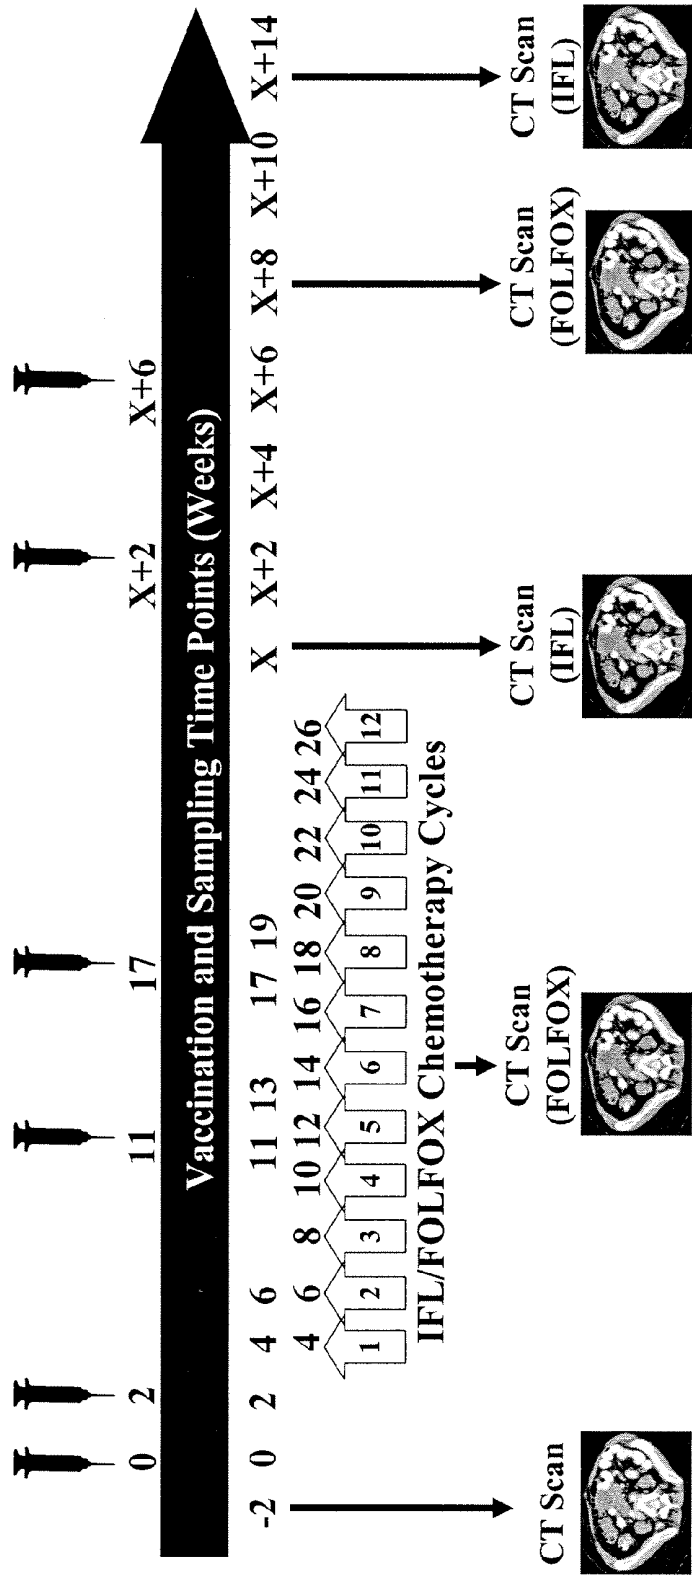 0 2 11 17 X+2 X+6
Vaccination and Sampling Time Points (Weeks)
-2 0 2 4 6 11 13 17 19 X X+2 X+4 X+6 X+8 X+10 X+14
4 6 8 10 12 14 16 18 20 22 24 26
1 2 3 4 5 6 7 8 9 10 11 12
IFL/FOLFOX Chemotherapy Cycles
CT Scan
CT Scan
(FOLFOX)
CT Scan
(IFL)
CT Scan
(FOLFOX)
CT Scan
(IFL)